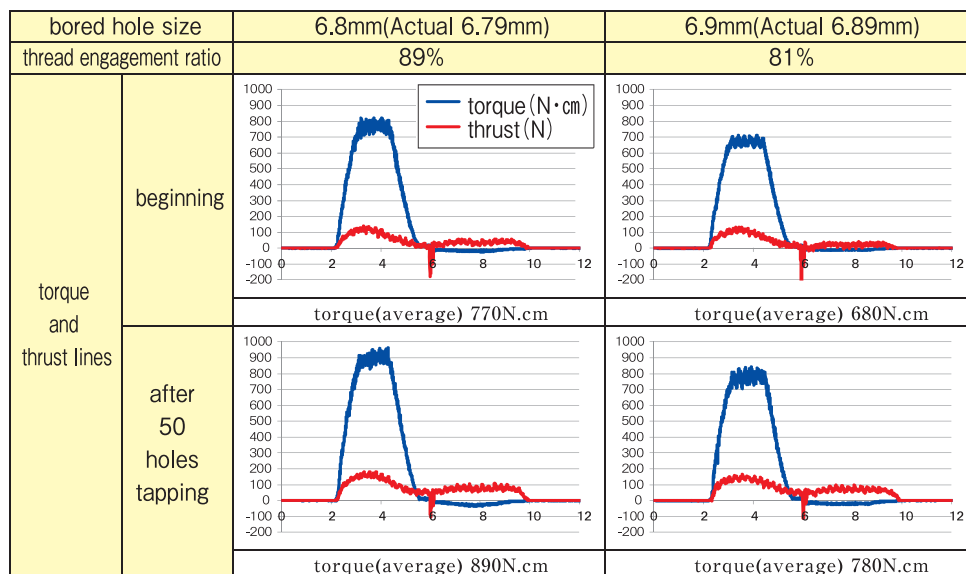 bored hole size
6.8mm(Actual 6.79mm)
6.9mm(Actual 6.89mm)
thread engagement ratio
89%
81%
torque
and
thrust lines
beginning
1000
900
800
700
600
500
400
300
200
100
0
-100
-200
0 2 4 6 8 10 12
torque(N·㎝)
thrust(N)
torque(average) 770N.cm
1000
900
800
700
600
500
400
300
200
100
0
-100
-200
0 2 4 6 8 10 12
torque(average) 680N.cm
after
50
holes
tapping
1000
900
800
700
600
500
400
300
200
100
0
-100
-200
0 2 4 6 8 10 12
torque(average) 890N.cm
1000
900
800
700
600
500
400
300
200
100
0
-100
-200
0 2 4 6 8 10 12
torque(average) 780N.cm